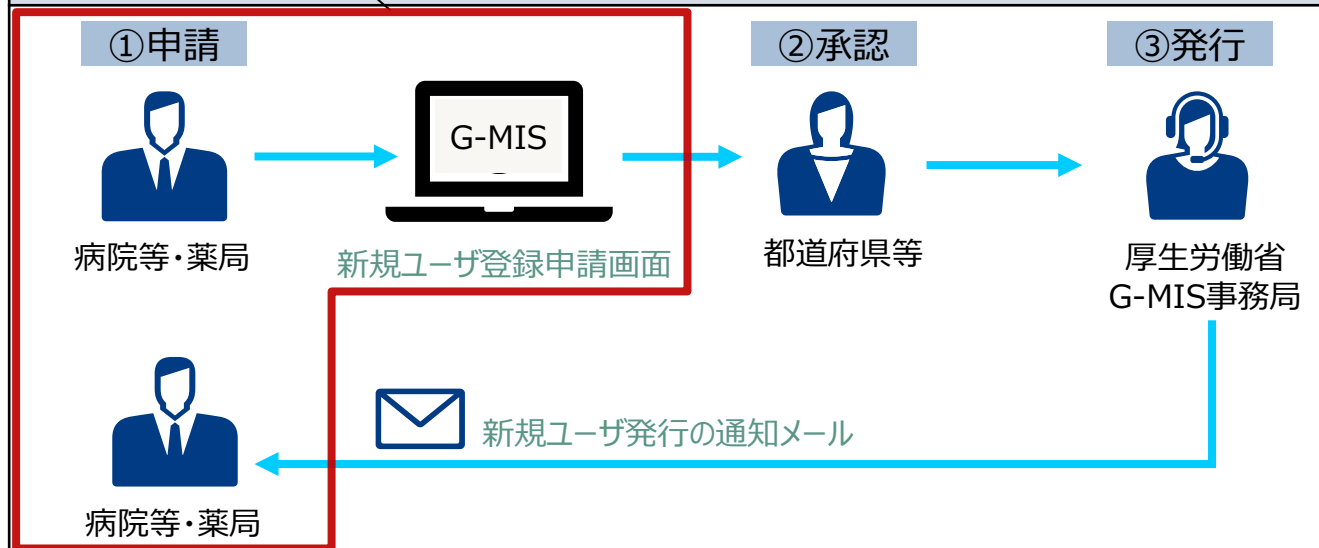 ①申請
②承認
③発行
G-MIS
病院等・薬局
新規ユーザ登録申請画面
都道府県等
厚生労働省
G-MIS事務局
新規ユーザ発行の通知メール
病院等・薬局